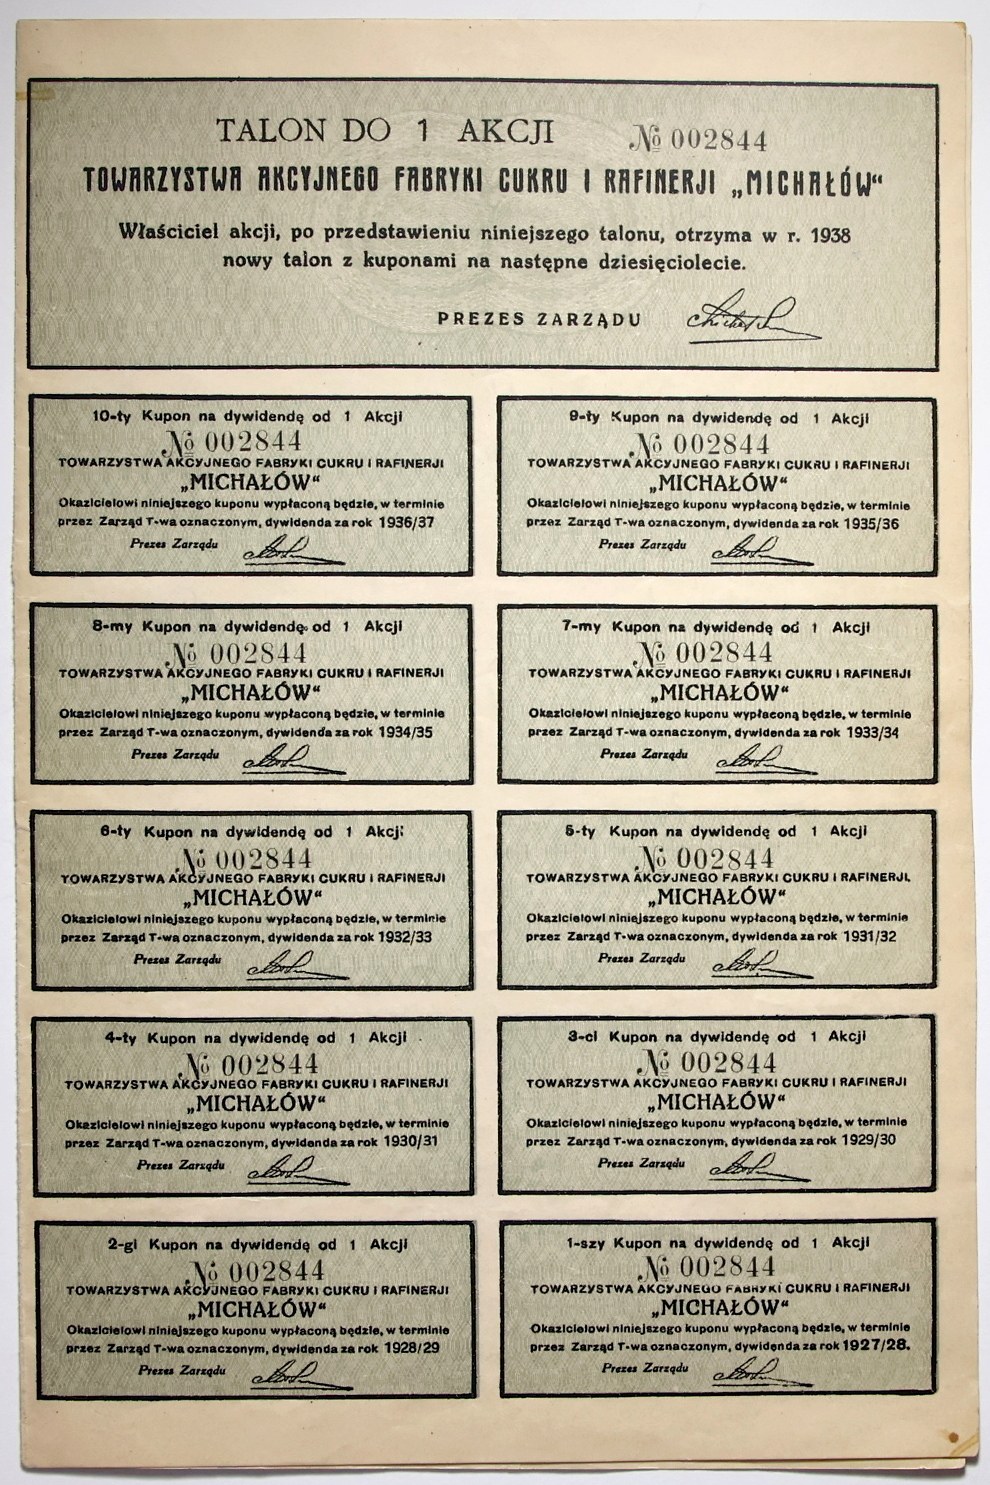 TALON DO 1 AKCJI № 002844
TOWARZYSTWA AKCYJNEGO FABRYKI CUKRU I RAFINERJI „MICHAŁÓW“
Właściciel akcji, po przedstawieniu niniejszego talonu, otrzyma w r. 1938
nowy talon z kuponami na następne dziesięciolecie.
PREZES ZARZĄDU
10-ty Kupon na dywidendę od 1 Akcji
№ 002844
TOWARZYSTWA AKCYJNEGO FABRYKI CUKRU I RAFINERJI
„MICHAŁÓW“
Okazicielowi niniejszego kuponu wypłaconą będzie, w terminie
przez Zarząd T-wa oznaczonym, dywidenda za rok 1936/37
Prezes Zarządu
9-ty Kupon na dywidendę od 1 Akcji
№ 002844
TOWARZYSTWA AKCYJNEGO FABRYKI CUKRU I RAFINERJI
„MICHAŁÓW“
Okazicielowi niniejszego kuponu wypłaconą będzie, w terminie
przez Zarząd T-wa oznaczonym, dywidenda za rok 1935/36
Prezes Zarządu
8-my Kupon na dywidendę od 1 Akcji
№ 002844
TOWARZYSTWA AKCYJNEGO FABRYKI CUKRU I RAFINERJI
„MICHAŁÓW“
Okazicielowi niniejszego kuponu wypłaconą będzie, w terminie
przez Zarząd T-wa oznaczonym, dywidenda za rok 1934/35
Prezes Zarządu
7-my Kupon na dywidendę od 1 Akcji
№ 002844
TOWARZYSTWA AKCYJNEGO FABRYKI CUKRU I RAFINERJI
„MICHAŁÓW“
Okazicielowi niniejszego kuponu wypłaconą będzie, w terminie
przez Zarząd T-wa oznaczonym, dywidenda za rok 1933/34
Prezes Zarządu
6-ty Kupon na dywidendę od 1 Akcji
№ 002844
TOWARZYSTWA AKCYJNEGO FABRYKI CUKRU I RAFINERJI
„MICHAŁÓW“
Okazicielowi niniejszego kuponu wypłaconą będzie, w terminie
przez Zarząd T-wa oznaczonym, dywidenda za rok 1932/33
Prezes Zarządu
5-ty Kupon na dywidendę od 1 Akcji
№ 002844
TOWARZYSTWA AKCYJNEGO FABRYKI CUKRU I RAFINERJI
„MICHAŁÓW“
Okazicielowi niniejszego kuponu wypłaconą będzie, w terminie
przez Zarząd T-wa oznaczonym, dywidenda za rok 1931/32
Prezes Zarządu
4-ty Kupon na dywidendę od 1 Akcji
№ 002844
TOWARZYSTWA AKCYJNEGO FABRYKI CUKRU I RAFINERJI
„MICHAŁÓW“
Okazicielowi niniejszego kuponu wypłaconą będzie, w terminie
przez Zarząd T-wa oznaczonym, dywidenda za rok 1930/31
Prezes Zarządu
3-ci Kupon na dywidendę od 1 Akcji
№ 002844
TOWARZYSTWA AKCYJNEGO FABRYKI CUKRU I RAFINERJI
„MICHAŁÓW“
Okazicielowi niniejszego kuponu wypłaconą będzie, w terminie
przez Zarząd T-wa oznaczonym, dywidenda za rok 1929/30
Prezes Zarządu
2-gi Kupon na dywidendę od 1 Akcji
№ 002844
TOWARZYSTWA AKCYJNEGO FABRYKI CUKRU I RAFINERJI
„MICHAŁÓW“
Okazicielowi niniejszego kuponu wypłaconą będzie, w terminie
przez Zarząd T-wa oznaczonym, dywidenda za rok 1928/29
Prezes Zarządu
1-szy Kupon na dywidendę od 1 Akcji
№ 002844
TOWARZYSTWA AKCYJNEGO FABRYKI CUKRU I RAFINERJI
„MICHAŁÓW“
Okazicielowi niniejszego kuponu wypłaconą będzie, w terminie
przez Zarząd T-wa oznaczonym, dywidenda za rok 1927/28.
Prezes Zarządu